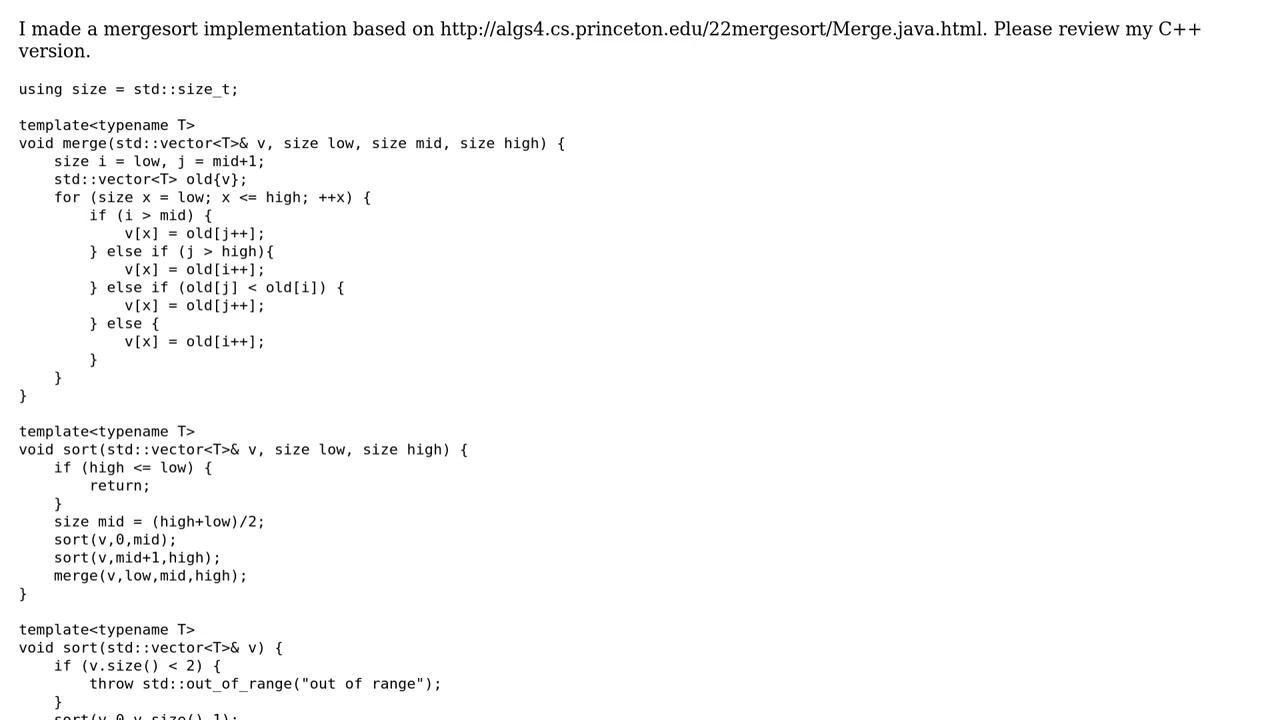 I made a mergesort implementation based on http://algs4.cs.princeton.edu/22mergesort/Merge.java.html. Please review my C++
version.
using size = std::size_t;
template<typename T>
void merge(std::vector<T>& v, size low, size mid, size high) {
    size i = low, j = mid+1;
    std::vector<T> old{v};
    for (size x = low; x <= high; ++x) {
        if (i > mid) {
            v[x] = old[j++];
        } else if (j > high){
            v[x] = old[i++];
        } else if (old[j] < old[i]) {
            v[x] = old[j++];
        } else {
            v[x] = old[i++];
        }
    }
}
template<typename T>
void sort(std::vector<T>& v, size low, size high) {
    if (high <= low) {
        return;
    }
    size mid = (high+low)/2;
    sort(v,0,mid);
    sort(v,mid+1,high);
    merge(v,low,mid,high);
}
template<typename T>
void sort(std::vector<T>& v) {
    if (v.size() < 2) {
        throw std::out_of_range("out of range");
    }
    sort(v,0,v.size()-1);